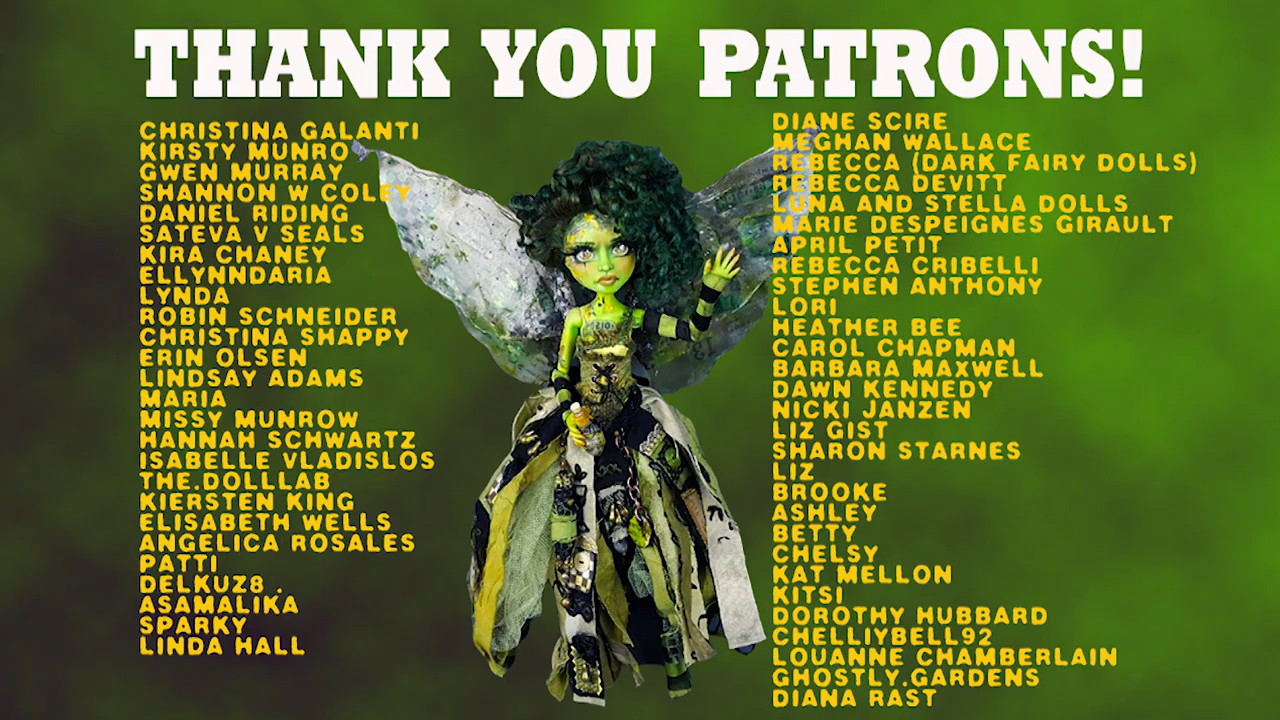 THANK YOU PATRONS!
CHRISTINA GALANTI
KIRSTY MUNRO
GWEN MURRAY
SHANNON W COLEY
DANIEL RIDING
SATEVA V SEALS
KIRA CHANEY
ELLYNNDARIA
LYNDA
ROBIN SCHNEIDER
CHRISTINA SHAPPY
ERIN OLSEN
LINDSAY ADAMS
MARIA
MISSY MUNROW
HANNAH SCHWARTZ
ISABELLE VLADISLOS
THE.DOLLLAB
KIERSTEN KING
ELISABETH WELLS
ANGELICA ROSALES
PATTI
DELKUZ8 .
ASAMALIKA
SPARKY
LINDA HALL
DIANE SCIRE
MEGHAN WALLACE
REBECCA (DARK FAIRY DOLLS)
REBECCA DEVITT
LUNA AND STELLA DOLLS
MARIE DESPEIGNES GIRAULT
APRIL PETIT
REBECCA CRIBELLI
STEPHEN ANTHONY
LORI
HEATHER BEE
CAROL CHAPMAN
BARBARA MAXWELL
DAWN KENNEDY
NICKI JANZEN
LIZ GIST
SHARON STARNES
LIZ
BROOKE
ASHLEY
BETTY
CHELSY
KAT MELLON
KITSI
DOROTHY HUBBARD
CHELLIYBELL92
LOUANNE CHAMBERLAIN
GHOSTLY.GARDENS
DIANA RAST